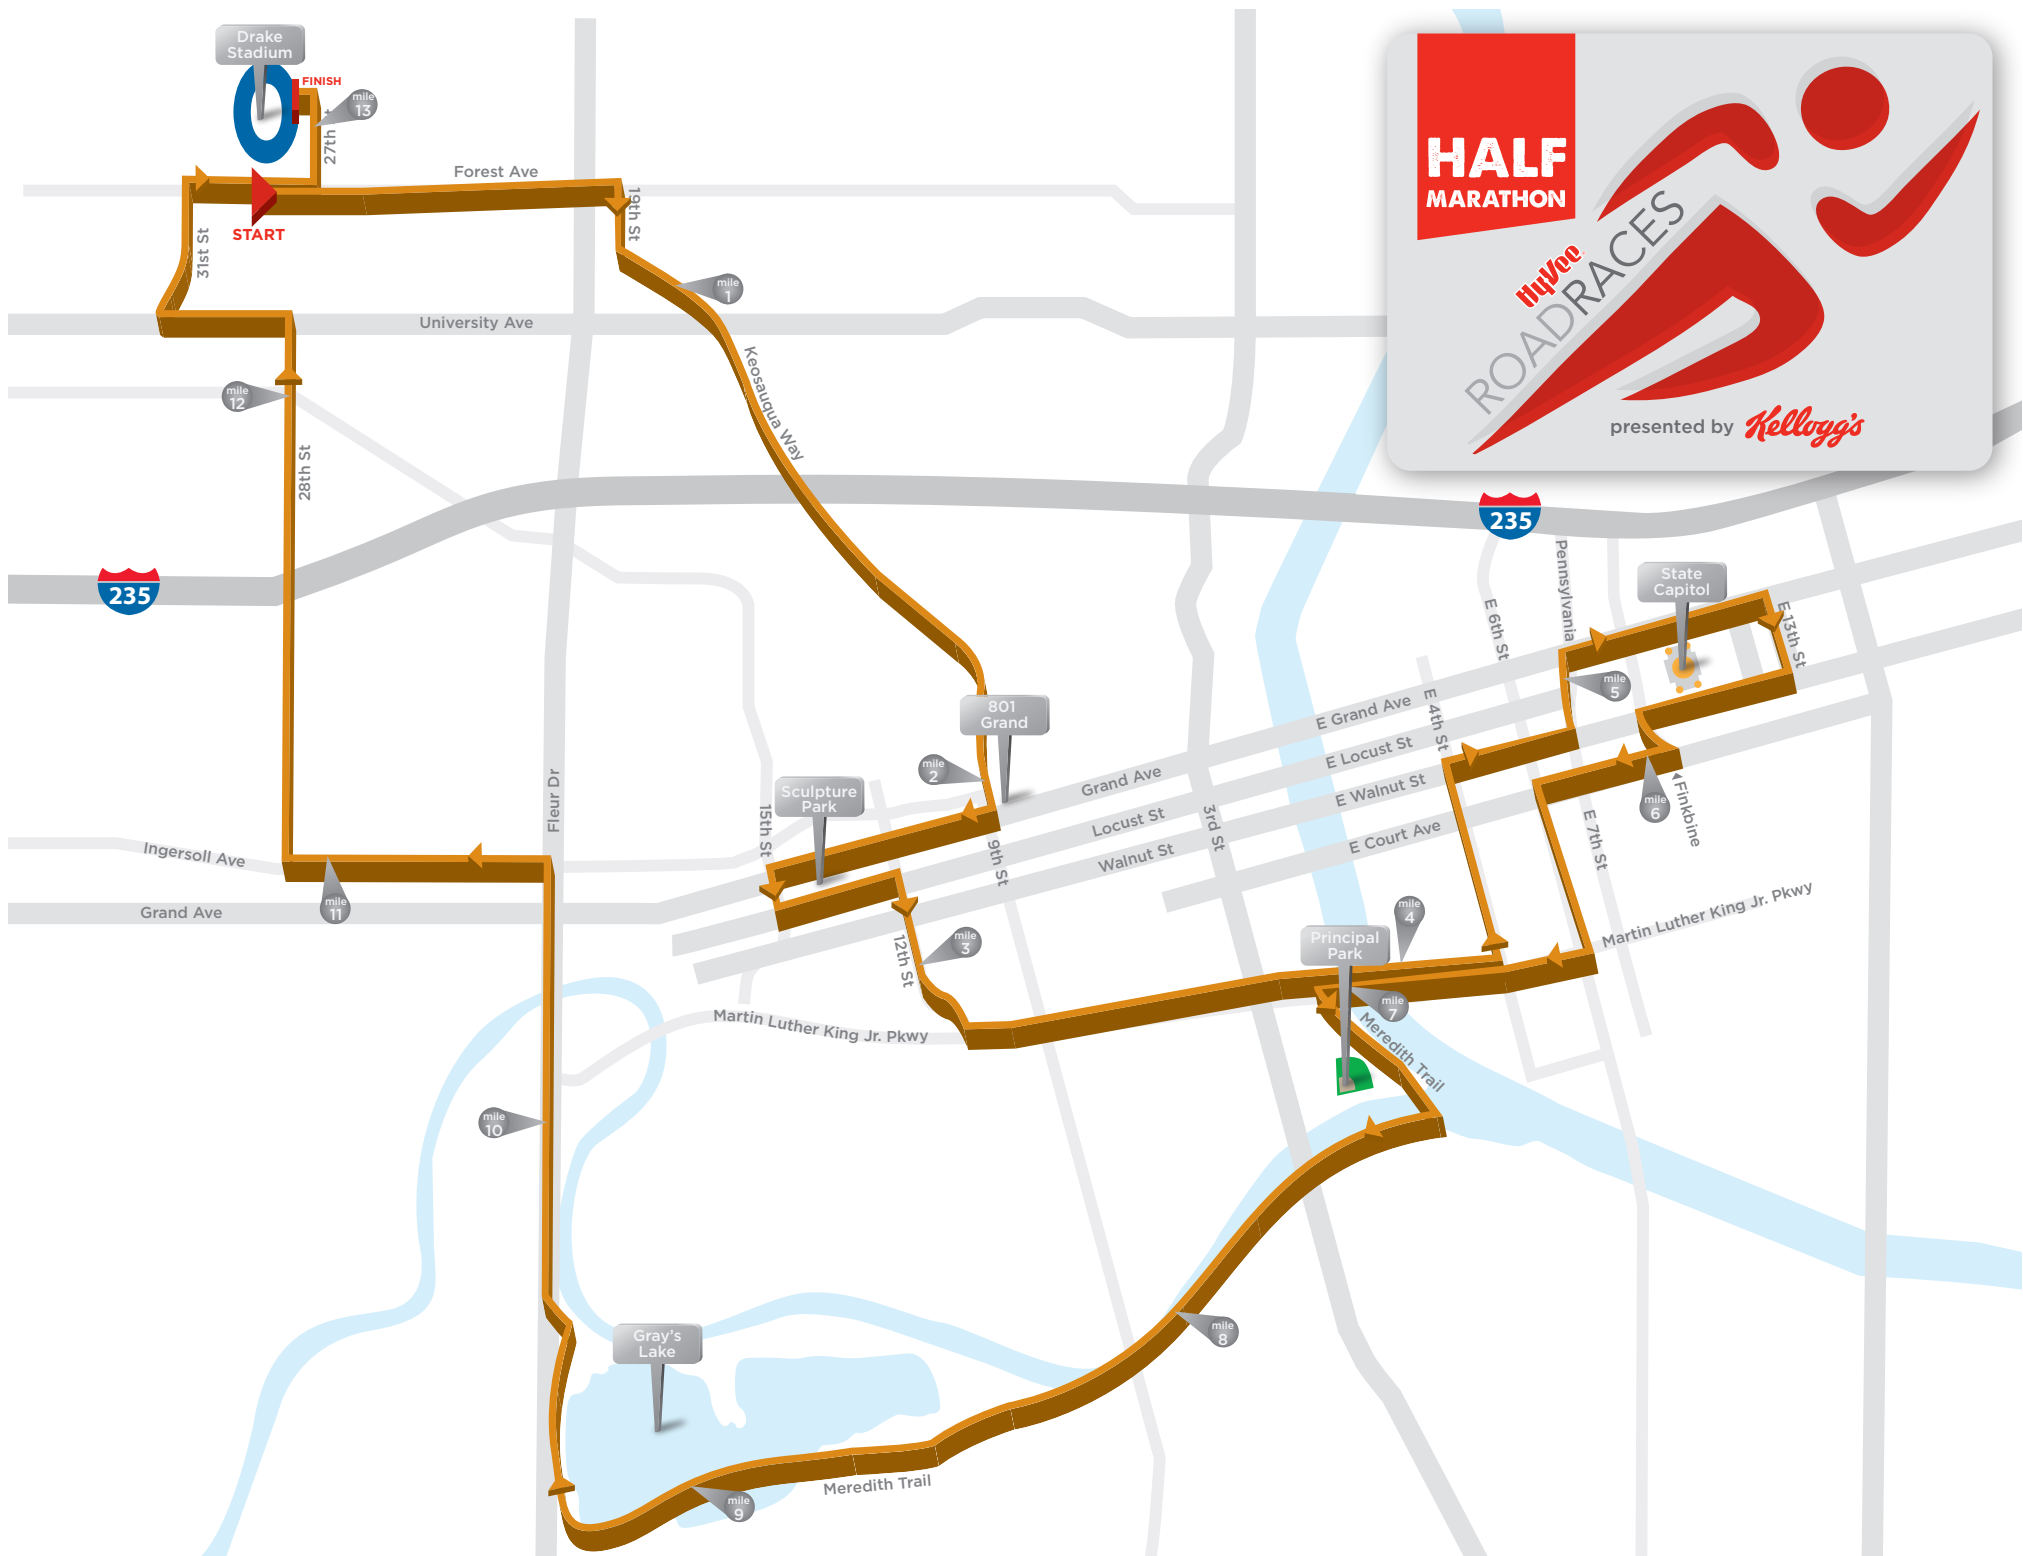 Drake
Stadium
FINISH
mile
13
27th
Forest Ave
19th St
START
31st St
mile
1
University Ave
Keosauqua Way
mile
12
28th St
HALF
MARATHON
HyVee
ROADRACES
presented by Kellogg's
235
235
Pennsylvania
State
Capitol
E 6th St
E 13th St
mile
5
E 4th St
801
Grand
E Grand Ave
E Locust St
E Walnut St
E Court Ave
mile
2
Grand Ave
Locust St
Walnut St
3rd St
9th St
Sculpture
Park
15th St
Fleur Dr
mile
6
Finkbine
E 7th St
Ingersoll Ave
Grand Ave
mile
11
mile
3
12th St
mile
4
Principal
Park
Martin Luther King Jr. Pkwy
mile
7
Martin Luther King Jr. Pkwy
Meredith Trail
mile
10
mile
8
Gray's
Lake
mile
9
Meredith Trail